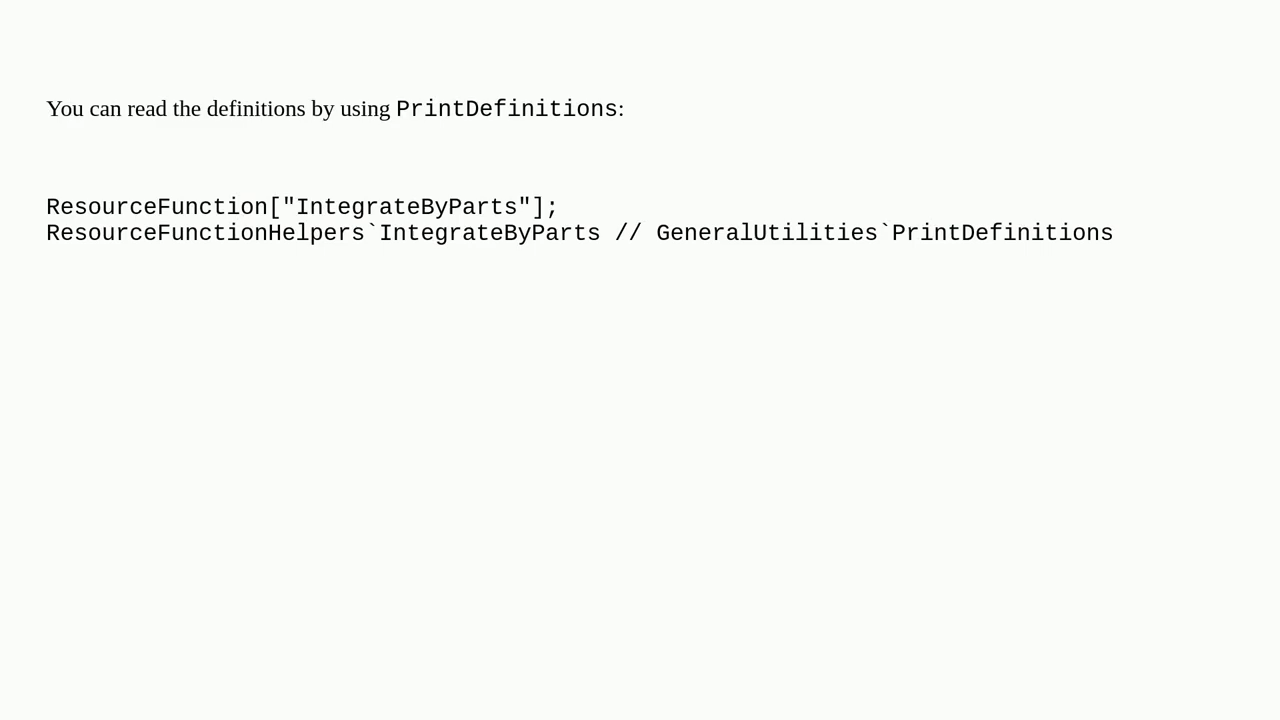 You can read the definitions by using PrintDefinitions:
ResourceFunction["IntegrateByParts"];
ResourceFunctionHelpers`IntegrateByParts // GeneralUtilities`PrintDefinitions